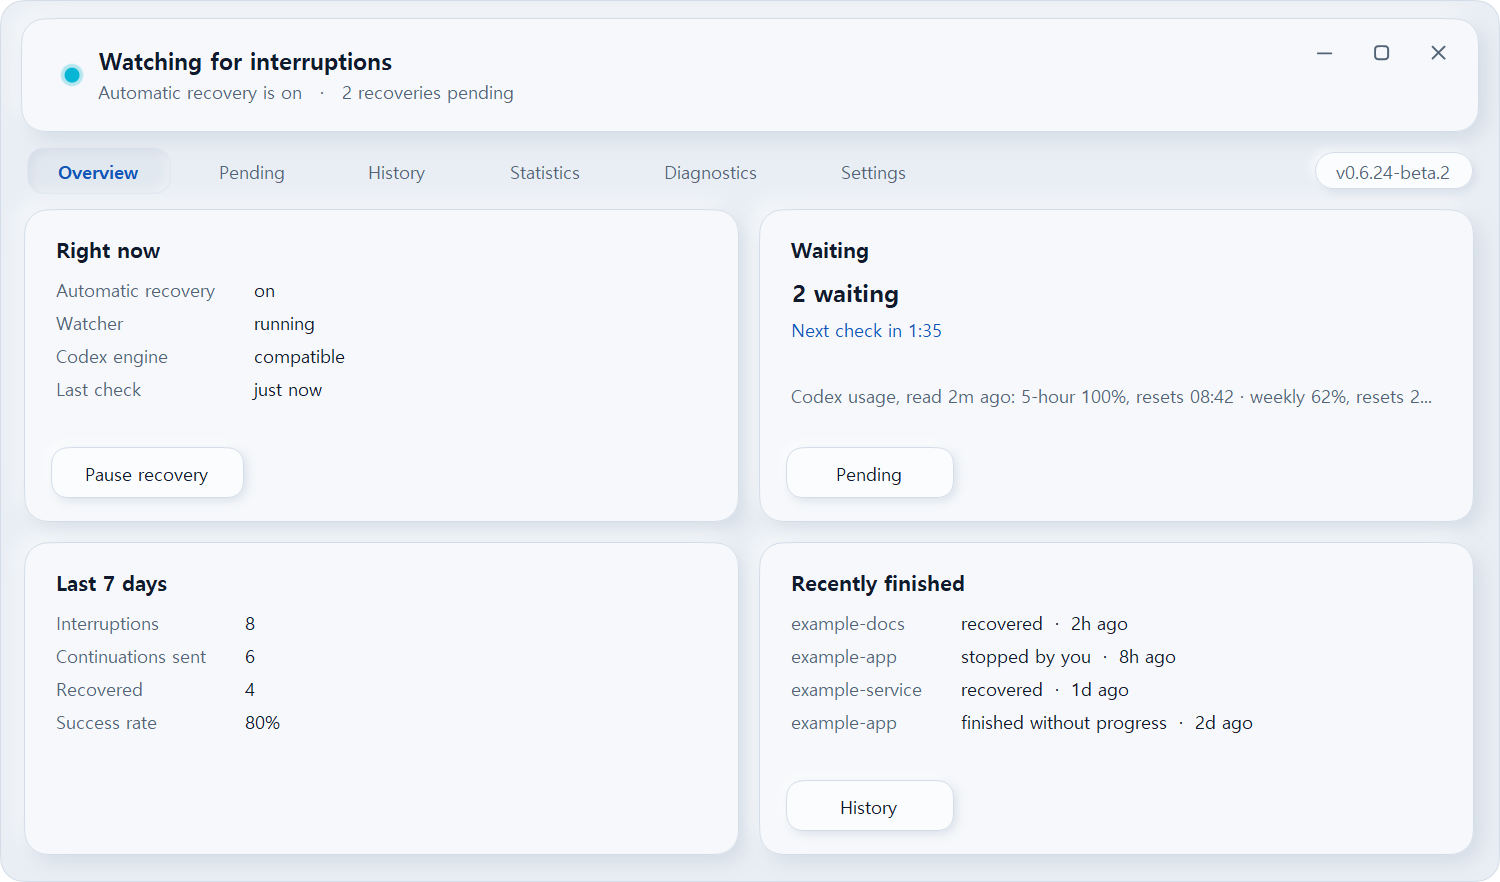 Watching for interruptions
Automatic recovery is on · 2 recoveries pending
Overview Pending History Statistics Diagnostics Settings v0.6.24-beta.2
Right now
Automatic recovery on
Watcher running
Codex engine compatible
Last check just now
Pause recovery
Waiting
2 waiting
Next check in 1:35
Codex usage, read 2m ago: 5-hour 100%, resets 08:42 · weekly 62%, resets 2...
Pending
Last 7 days
Interruptions 8
Continuations sent 6
Recovered 4
Success rate 80%
Recently finished
example-docs recovered · 2h ago
example-app stopped by you · 8h ago
example-service recovered · 1d ago
example-app finished without progress · 2d ago
History